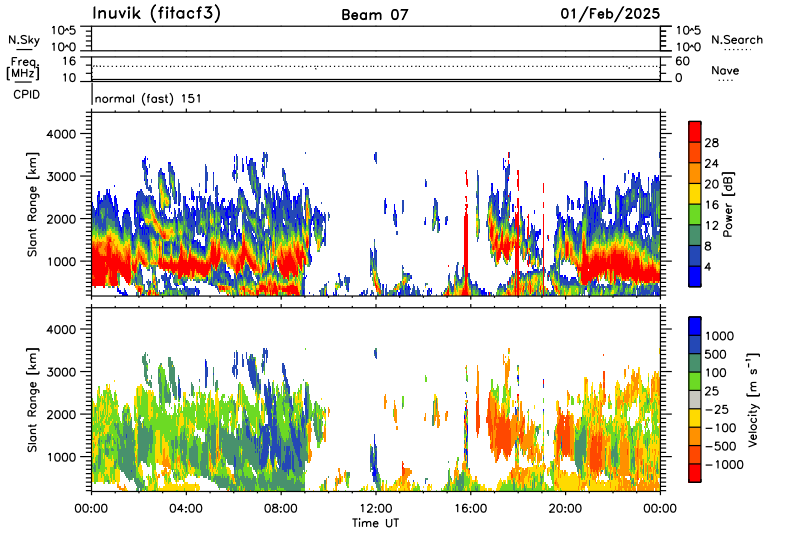 Inuvik (fitacf3) Beam 07 01/Feb/2025
N.Sky 10^5 10^5 N.Search
10^0 10^0
Freq. 16 60 Nave
[MHz] 10 0
CPID normal (fast) 151
Slant Range [km]
4000
3000
2000
1000
Power [dB]
28
24
20
16
12
8
4
Slant Range [km]
4000
3000
2000
1000
Velocity [m s⁻¹]
1000
500
100
25
−25
−100
−500
−1000
00:00 04:00 08:00 12:00 16:00 20:00 00:00
Time UT